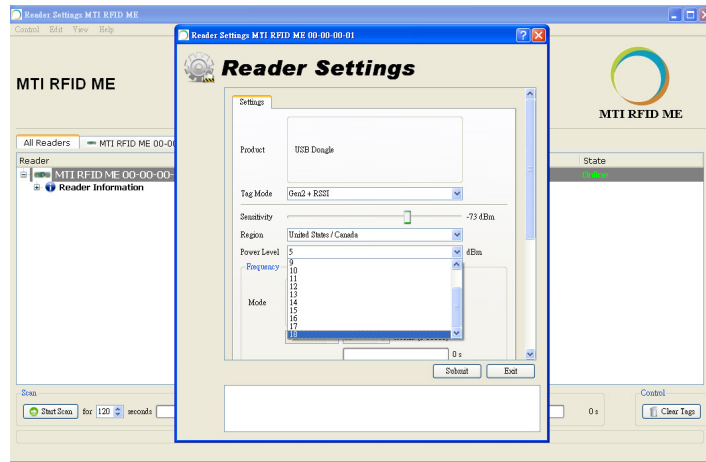 Reader Settings MTI RFID ME
Control Edit View Help
MTI RFID ME
MTI RFID ME
All Readers
MTI RFID ME 00-00
Reader
State
MTI RFID ME 00-00-00-
Online
Reader Information
Reader Settings MTI RFID ME 00-00-00-01
Reader Settings
Settings
Product
USB Dongle
Tag Mode
Gen2 + RSSI
Sensitivity
-73 dBm
Region
United States / Canada
Power Level
5
dBm
Frequency
9
10
11
12
Mode
13
14
15
16
17
18
0 s
Submit
Exit
Scan
Start Scan for 120 seconds
0 s
Control
Clear Tags